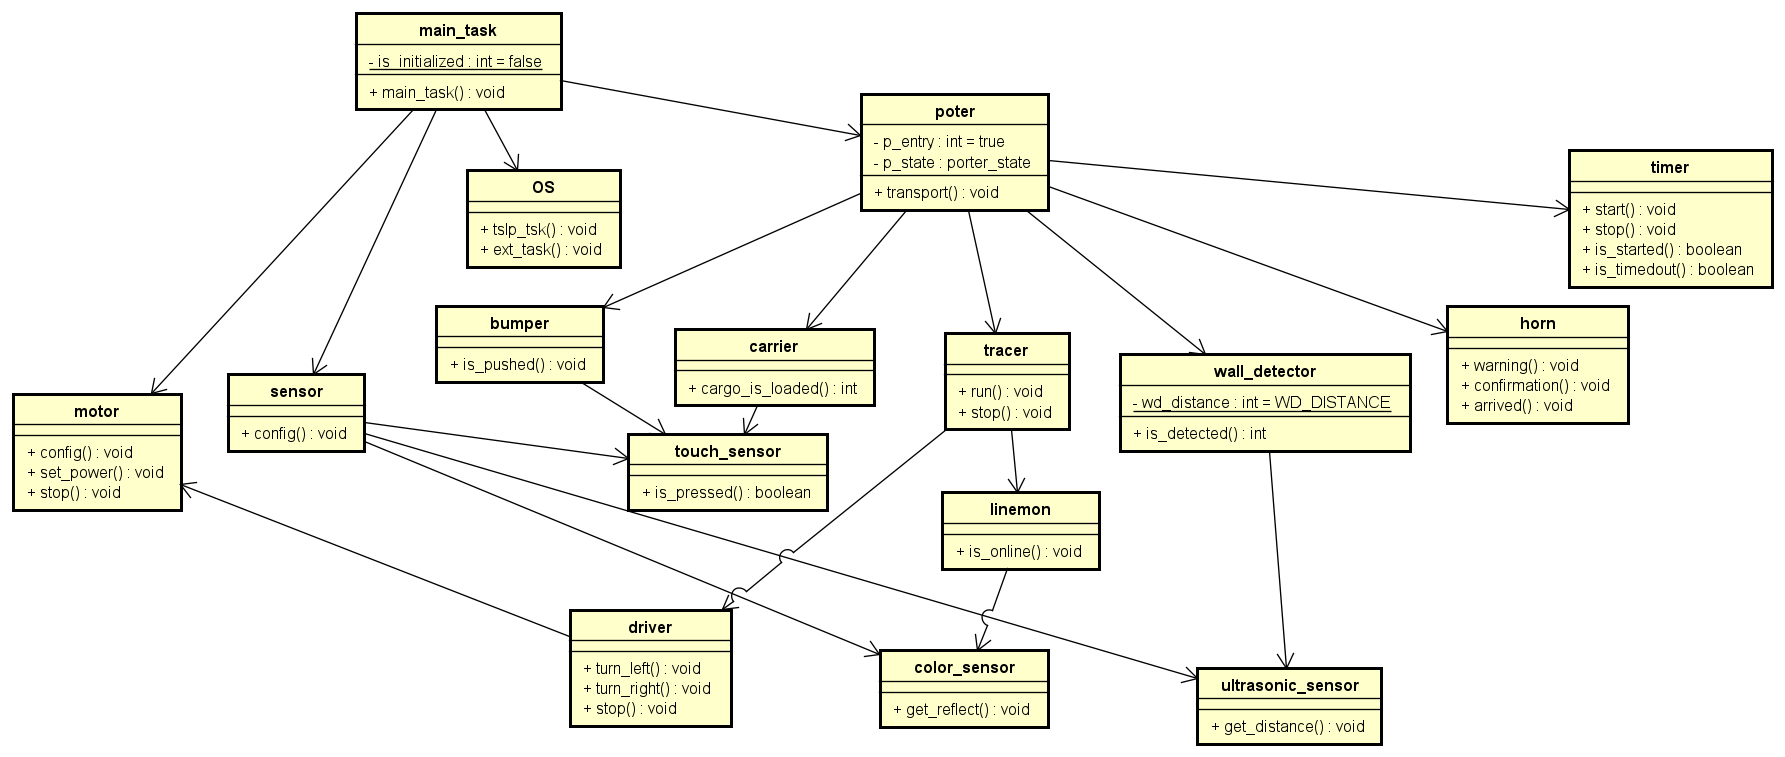 main_task
- is_initialized : int = false
+ main_task() : void
poter
- p_entry : int = true
- p_state : porter_state
+ transport() : void
timer
+ start() : void
+ stop() : void
+ is_started() : boolean
+ is_timedout() : boolean
OS
+ tslp_tsk() : void
+ ext_task() : void
bumper
+ is_pushed() : void
carrier
+ cargo_is_loaded() : int
tracer
+ run() : void
+ stop() : void
wall_detector
- wd_distance : int = WD_DISTANCE
+ is_detected() : int
horn
+ warning() : void
+ confirmation() : void
+ arrived() : void
motor
+ config() : void
+ set_power() : void
+ stop() : void
sensor
+ config() : void
touch_sensor
+ is_pressed() : boolean
linemon
+ is_online() : void
driver
+ turn_left() : void
+ turn_right() : void
+ stop() : void
color_sensor
+ get_reflect() : void
ultrasonic_sensor
+ get_distance() : void